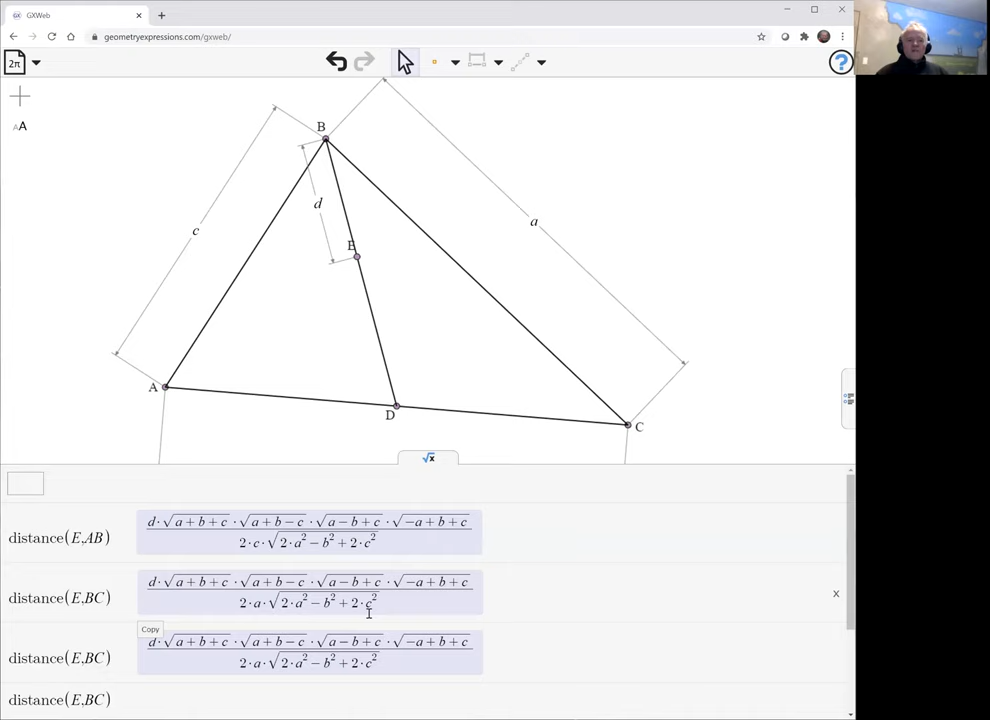 GXWeb
geometryexpressions.com/gxweb/
2π
?
AA
B
d
a
c
E
A
D
C
√x
distance(E,AB) d·√a+b+c ·√a+b−c ·√a−b+c ·√−a+b+c / 2·c·√2·a²−b²+2·c²
distance(E,BC) d·√a+b+c ·√a+b−c ·√a−b+c ·√−a+b+c / 2·a·√2·a²−b²+2·c²
x
Copy
distance(E,BC) d·√a+b+c ·√a+b−c ·√a−b+c ·√−a+b+c / 2·a·√2·a²−b²+2·c²
distance(E,BC)